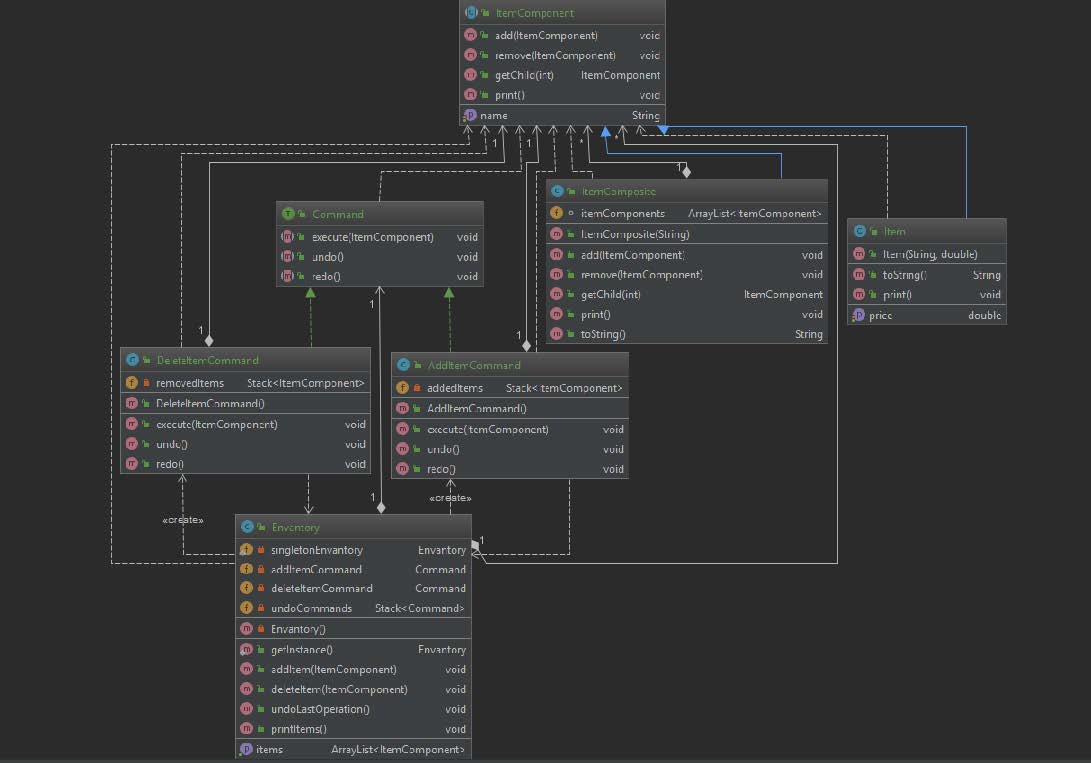 ItemComponent
add(ItemComponent) void
remove(ItemComponent) void
getChild(int) ItemComponent
print() void
name String
1
1
*
*
Command
execute(ItemComponent) void
undo() void
redo() void
1
ItemComposite
itemComponents ArrayList<ItemComponent>
ItemComposite(String)
add(ItemComponent) void
remove(ItemComponent) void
getChild(int) ItemComponent
print() void
toString() String
Item
Item(String, double)
toString() String
print() void
price double
1
1
DeleteItemCommand
removedItems Stack<ItemComponent>
DeleteItemCommand()
execute(ItemComponent) void
undo() void
redo() void
AddItemCommand
addedItems Stack<ItemComponent>
AddItemCommand()
execute(ItemComponent) void
undo() void
redo() void
1
«create»
«create»
1
Envantory
singletonEnvantory Envantory
addItemCommand Command
deleteItemCommand Command
undoCommands Stack<Command>
Envantory()
getInstance() Envantory
addItem(ItemComponent) void
deleteItem(ItemComponent) void
undoLastOperation() void
printItems() void
items ArrayList<ItemComponent>